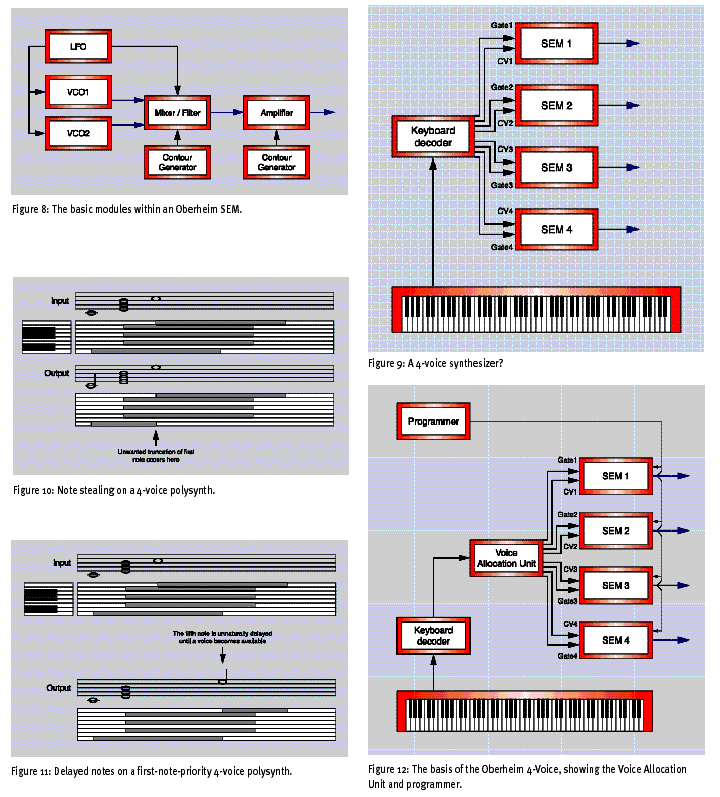 LFO
VCO1
VCO2
Mixer / Filter
Amplifier
Contour
Generator
Contour
Generator
Figure 8: The basic modules within an Oberheim SEM.
Gate1
CV1
SEM 1
Gate2
CV2
SEM 2
Keyboard
decoder
CV3
Gate3
SEM 3
CV4
Gate4
SEM 4
Figure 9: A 4-voice synthesizer?
Input
Output
Unwanted truncation of first
note occurs here
Figure 10: Note stealing on a 4-voice polysynth.
Input
The fifth note is unnaturally delayed
until a voice becomes available
Output
Figure 11: Delayed notes on a first-note-priority 4-voice polysynth.
Programmer
Gate1
CV1
SEM 1
Gate2
CV2
SEM 2
Voice
Allocation Unit
CV3
Gate3
SEM 3
Keyboard
decoder
CV4
Gate4
SEM 4
Figure 12: The basis of the Oberheim 4-Voice, showing the Voice Allocation
Unit and programmer.